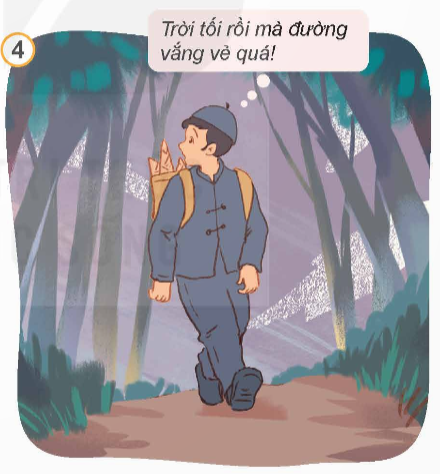 4
Trời tối rồi mà đường
vắng vẻ quá!